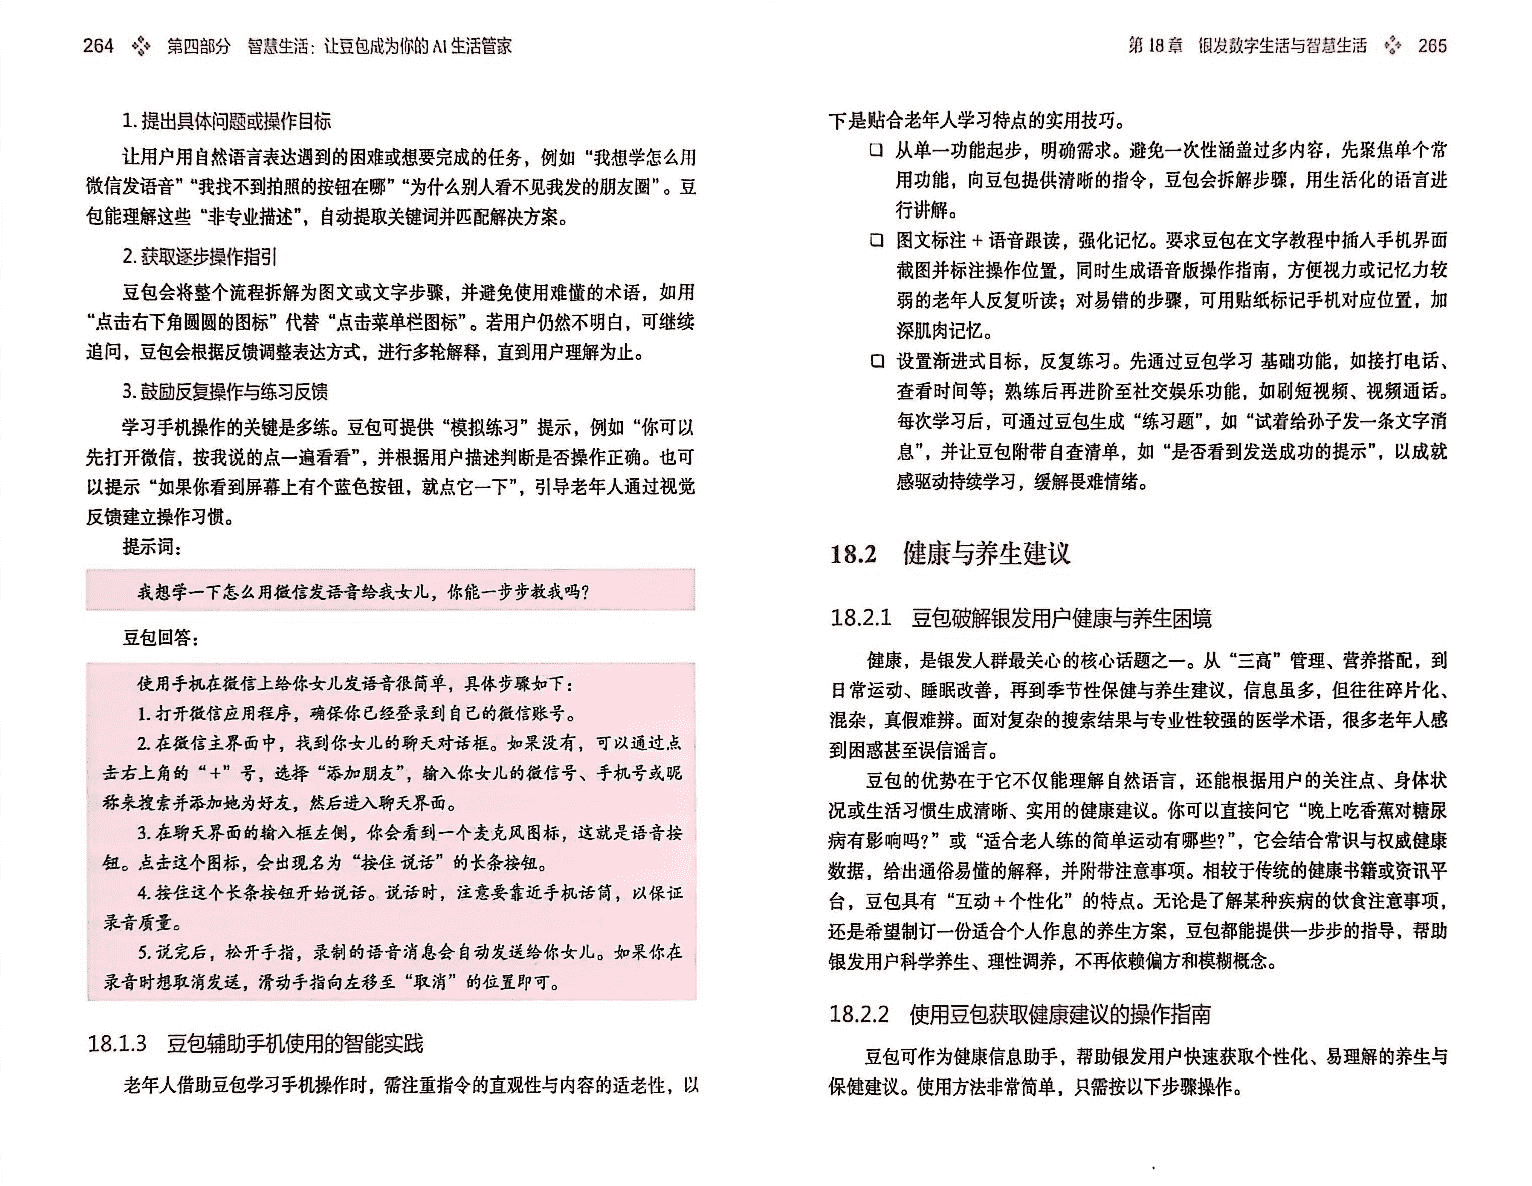 264 第四部分 智慧生活：让豆包成为你的 AI 生活管家
1. 提出具体问题或操作目标
让用户用自然语言表达遇到的困难或想要完成的任务，例如“我想学怎么用
微信发语音”“我找不到拍照的按钮在哪”“为什么别人看不见我发的朋友圈”。豆
包能理解这些“非专业描述”，自动提取关键词并匹配解决方案。
2. 获取逐步操作指引
豆包会将整个流程拆解为图文或文字步骤，并避免使用难懂的术语，如用
“点击右下角圆圆的图标”代替“点击菜单栏图标”。若用户仍然不明白，可继续
追问，豆包会根据反馈调整表达方式，进行多轮解释，直到用户理解为止。
3. 鼓励反复操作与练习反馈
学习手机操作的关键是多练。豆包可提供“模拟练习”提示，例如“你可以
先打开微信，按我说的点一遍看看”，并根据用户描述判断是否操作正确。也可
以提示“如果你看到屏幕上有个蓝色按钮，就点它一下”，引导老年人通过视觉
反馈建立操作习惯。
提示词：
我想学一下怎么用微信发语音给我女儿，你能一步步教我吗？
豆包回答：
使用手机在微信上给你女儿发语音很简单，具体步骤如下：
1. 打开微信应用程序，确保你已经登录到自己的微信账号。
2. 在微信主界面中，找到你女儿的聊天对话框。如果没有，可以通过点
击右上角的“+”号，选择“添加朋友”，输入你女儿的微信号、手机号或昵
称来搜索并添加她为好友，然后进入聊天界面。
3. 在聊天界面的输入框左侧，你会看到一个麦克风图标，这就是语音按
钮。点击这个图标，会出现名为“按住 说话”的长条按钮。
4. 按住这个长条按钮开始说话。说话时，注意要靠近手机话筒，以保证
录音质量。
5. 说完后，松开手指，录制的语音消息会自动发送给你女儿。如果你在
录音时想取消发送，滑动手指向左移至“取消”的位置即可。
18.1.3 豆包辅助手机使用的智能实践
老年人借助豆包学习手机操作时，需注重指令的直观性与内容的适老性，以
第 18 章 银发数字生活与智慧生活 265
下是贴合老年人学习特点的实用技巧。
❑ 从单一功能起步，明确需求。避免一次性涵盖过多内容，先聚焦单个常
用功能，向豆包提供清晰的指令，豆包会拆解步骤，用生活化的语言进
行讲解。
❑ 图文标注 + 语音跟读，强化记忆。要求豆包在文字教程中插入手机界面
截图并标注操作位置，同时生成语音版操作指南，方便视力或记忆力较
弱的老年人反复听读；对易错的步骤，可用贴纸标记手机对应位置，加
深肌肉记忆。
❑ 设置渐进式目标，反复练习。先通过豆包学习 基础功能，如接打电话、
查看时间等；熟练后再进阶至社交娱乐功能，如刷短视频、视频通话。
每次学习后，可通过豆包生成“练习题”，如“试着给孙子发一条文字消
息”，并让豆包附带自查清单，如“是否看到发送成功的提示”，以成就
感驱动持续学习，缓解畏难情绪。
18.2 健康与养生建议
18.2.1 豆包破解银发用户健康与养生困境
健康，是银发人群最关心的核心话题之一。从“三高”管理、营养搭配，到
日常运动、睡眠改善，再到季节性保健与养生建议，信息虽多，但往往碎片化、
混杂，真假难辨。面对复杂的搜索结果与专业性较强的医学术语，很多老年人感
到困惑甚至误信谣言。
豆包的优势在于它不仅能理解自然语言，还能根据用户的关注点、身体状
况或生活习惯生成清晰、实用的健康建议。你可以直接问它“晚上吃香蕉对糖尿
病有影响吗？”或“适合老人练的简单运动有哪些？”，它会结合常识与权威健康
数据，给出通俗易懂的解释，并附带注意事项。相较于传统的健康书籍或资讯平
台，豆包具有“互动+个性化”的特点。无论是了解某种疾病的饮食注意事项，
还是希望制订一份适合个人作息的养生方案，豆包都能提供一步步的指导，帮助
银发用户科学养生、理性调养，不再依赖偏方和模糊概念。
18.2.2 使用豆包获取健康建议的操作指南
豆包可作为健康信息助手，帮助银发用户快速获取个性化、易理解的养生与
保健建议。使用方法非常简单，只需按以下步骤操作。